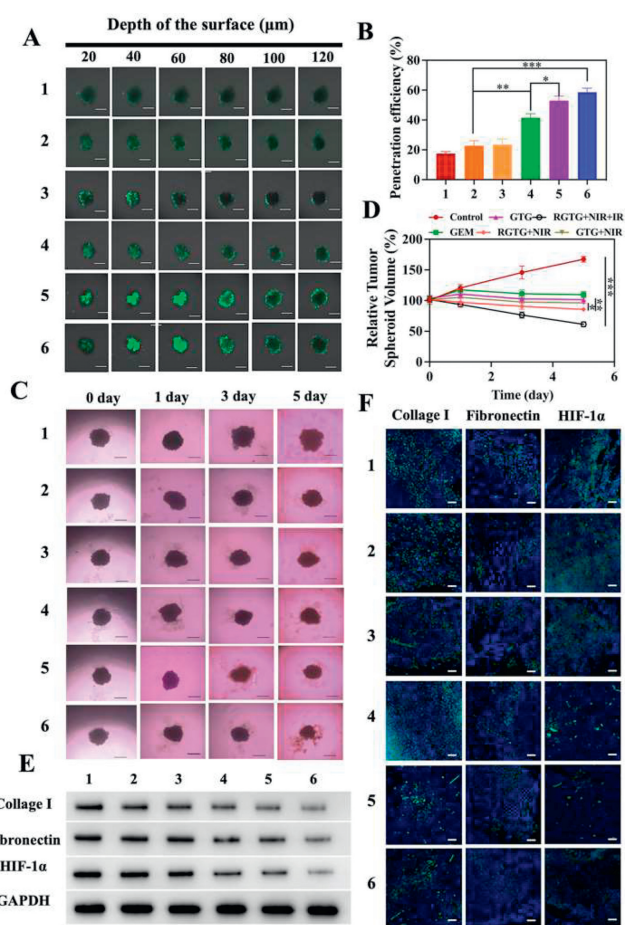 A
Depth of the surface (μm)
20 40 60 80 100 120
1
2
3
4
5
6
B
Penetration efficiency (%)
80
60
40
20
0
***
**
*
1 2 3 4 5 6
D
Control GTG RGTG+NIR+IR
GEM RGTG+NIR GTG+NIR
Relative Tumor
Spheroid Volume (%)
200
150
100
50
0
*
**
***
0 2 4 6
Time (day)
C
0 day 1 day 3 day 5 day
1
2
3
4
5
6
E
1 2 3 4 5 6
Collage I
ibronectin
HIF-1α
GAPDH
F
Collage I Fibronectin HIF-1α
1
2
3
4
5
6